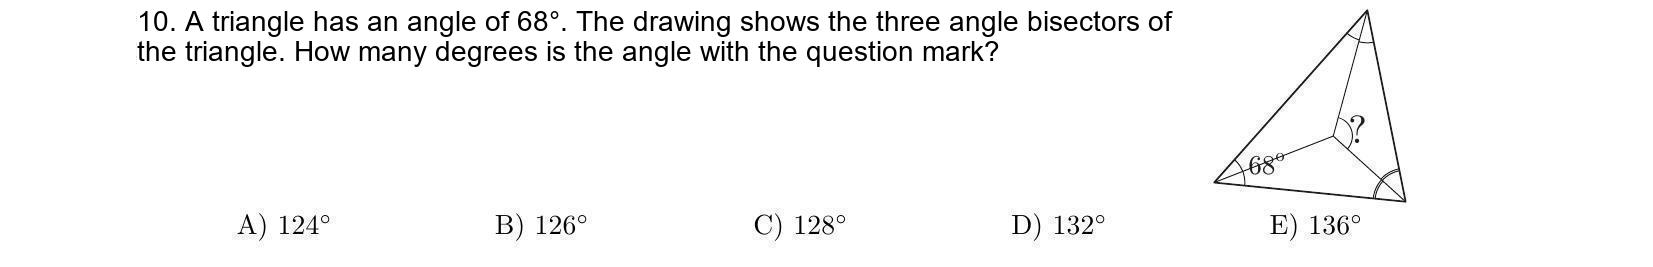 10. A triangle has an angle of 68°. The drawing shows the three angle bisectors of
the triangle. How many degrees is the angle with the question mark?
?
68°
A) 124° B) 126° C) 128° D) 132° E) 136°